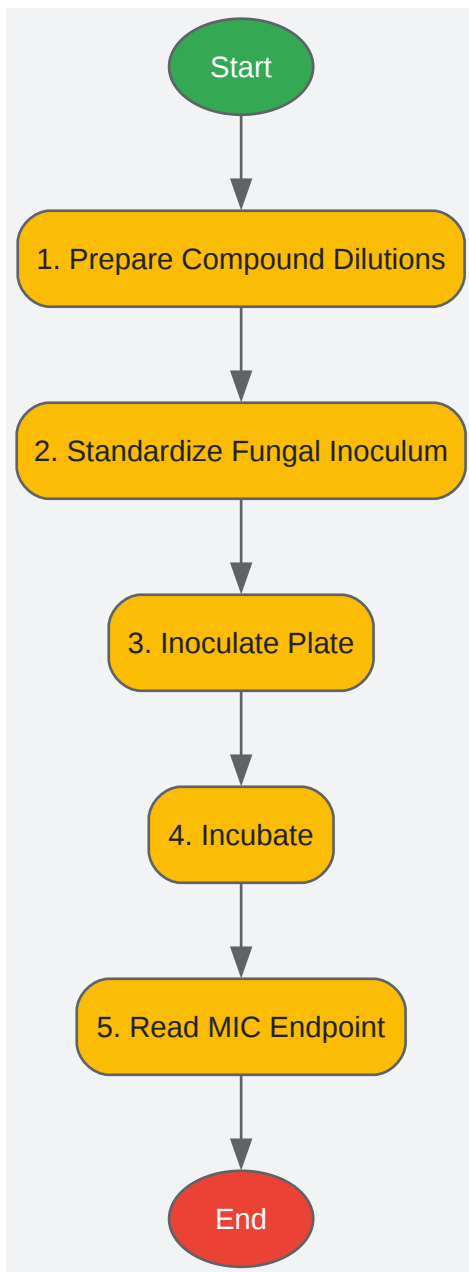 Start
1. Prepare Compound Dilutions
2. Standardize Fungal Inoculum
3. Inoculate Plate
4. Incubate
5. Read MIC Endpoint
End